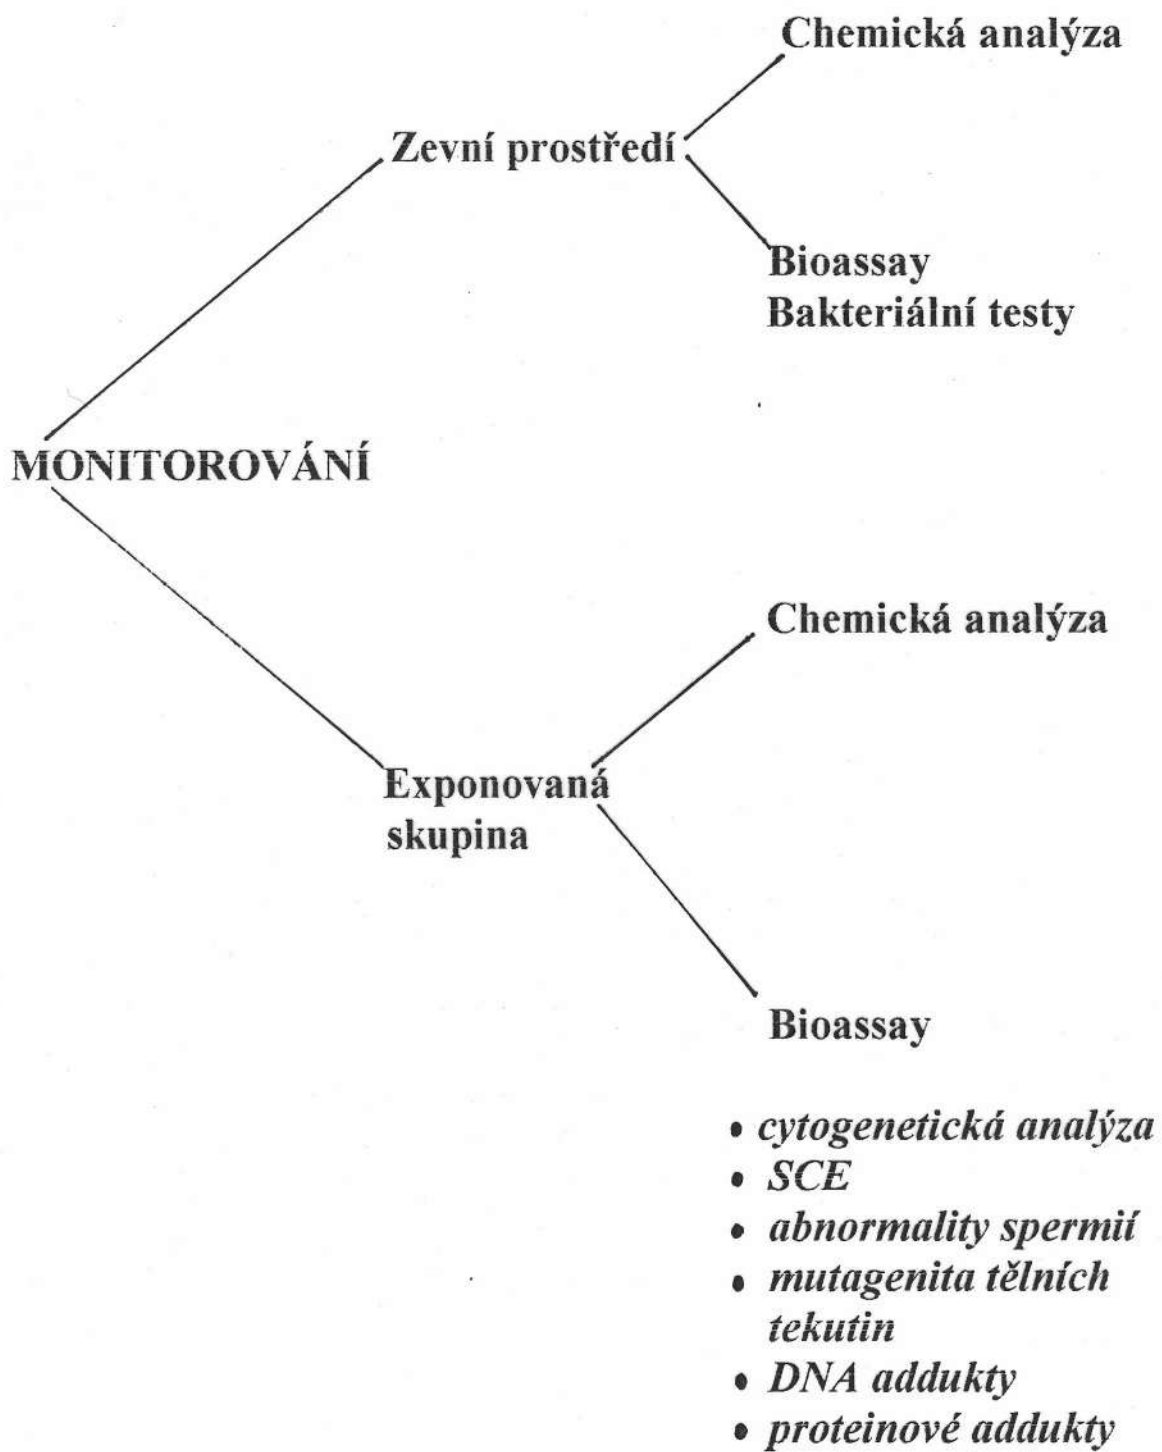 Chemická analýza
Zevní prostředí
Bioassay
Bakteriální testy
MONITOROVÁNÍ
Chemická analýza
Exponovaná
skupina
Bioassay
• cytogenetická analýza
• SCE
• abnormality spermií
• mutagenita tělních
tekutin
• DNA addukty
• proteinové addukty